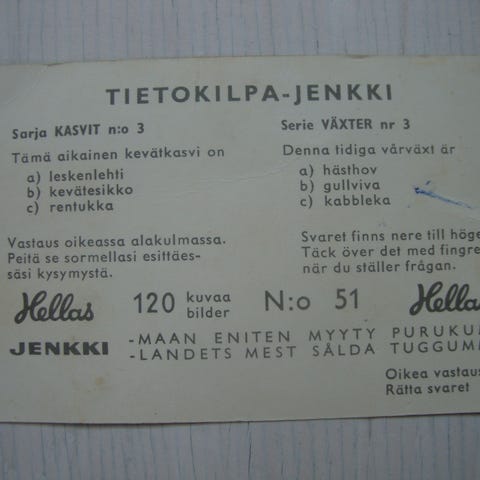 TIETOKILPA-JENKKI
Sarja KASVIT n:o 3
Tämä aikainen kevätkasvi on
a) leskenlehti
b) kevätesikko
c) rentukka
Vastaus oikeassa alakulmassa.
Peitä se sormellasi esittäes-
säsi kysymystä.
Serie VÄXTER nr 3
Denna tidiga vårväxt är
a) hästhov
b) gullviva
c) kabbleka
Svaret finns nere till höge
Täck över det med fingre
när du ställer frågan.
Hellas 120 kuvaa bilder N:o 51 Hellas
JENKKI
-MAAN ENITEN MYYTY PURUKU
-LANDETS MEST SÅLDA TUGGUM
Oikea vastaus
Rätta svaret